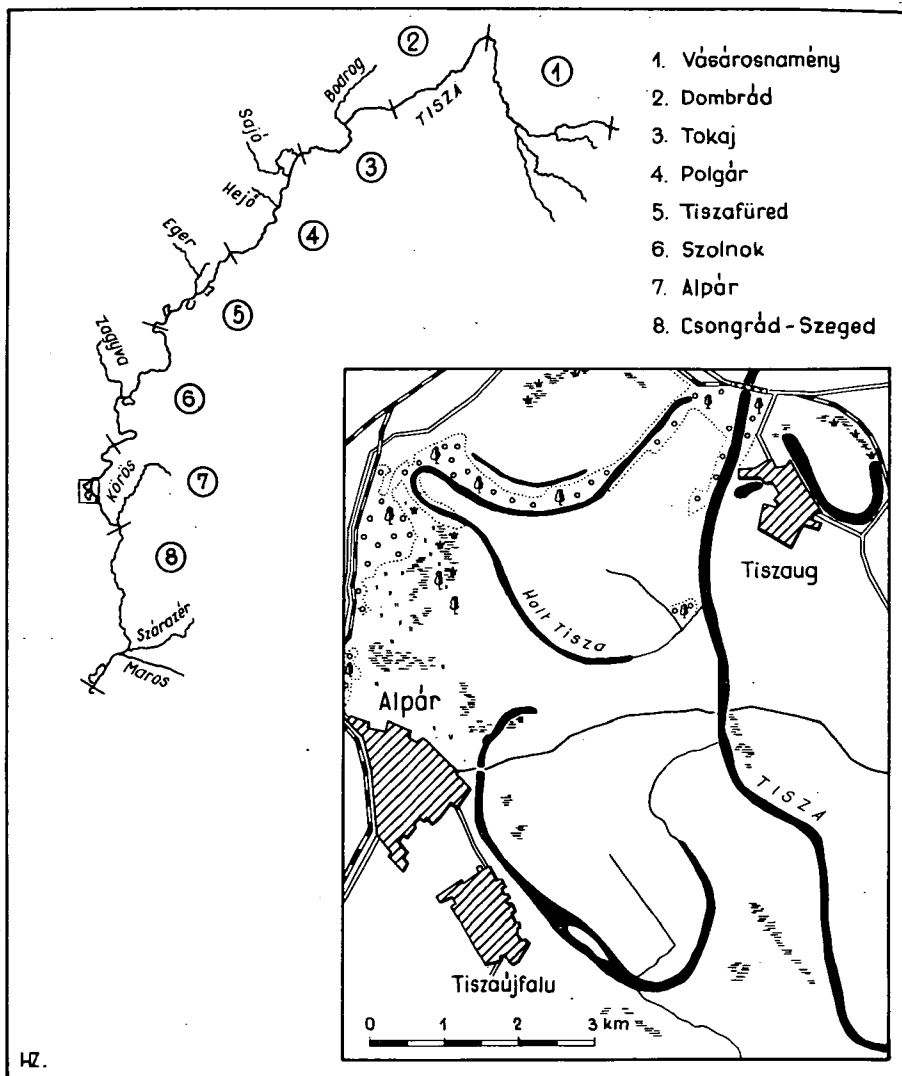 1. Vásárosnamény
2. Dombrád
3. Tokaj
4. Polgár
5. Tiszafüred
6. Szolnok
7. Alpár
8. Csongrád-Szeged
2
1
Bodrog
TISZA
Sajó
3
Hejő
4
Eger
5
Zagyva
6
Körös
7
8
Szárazér
Maros
Tiszaug
Holt Tisza
Alpár
TISZA
Tiszaújfalu
0 1 2 3 km
HZ.